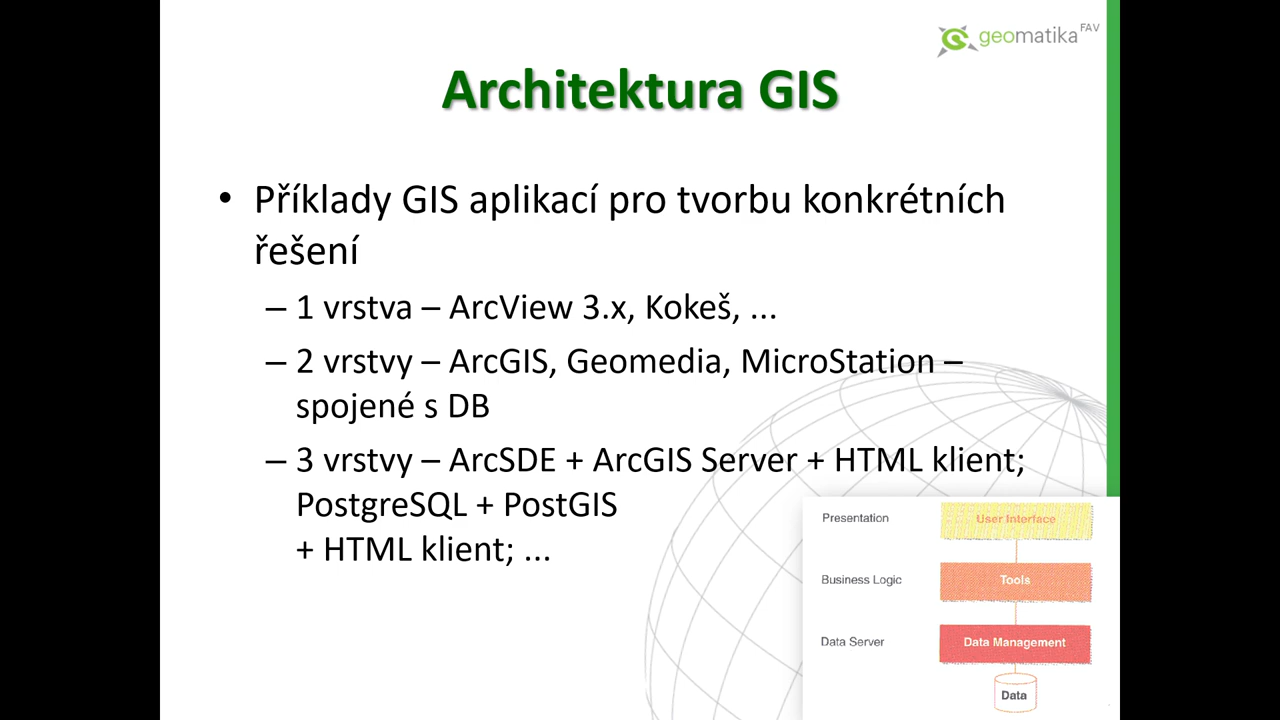 geomatika FAV
Architektura GIS
• Příklady GIS aplikací pro tvorbu konkrétních
řešení
– 1 vrstva – ArcView 3.x, Kokeš, ...
– 2 vrstvy – ArcGIS, Geomedia, MicroStation –
spojené s DB
– 3 vrstvy – ArcSDE + ArcGIS Server + HTML klient;
PostgreSQL + PostGIS
+ HTML klient; ...
Presentation User Interface
Business Logic Tools
Data Server Data Management
Data